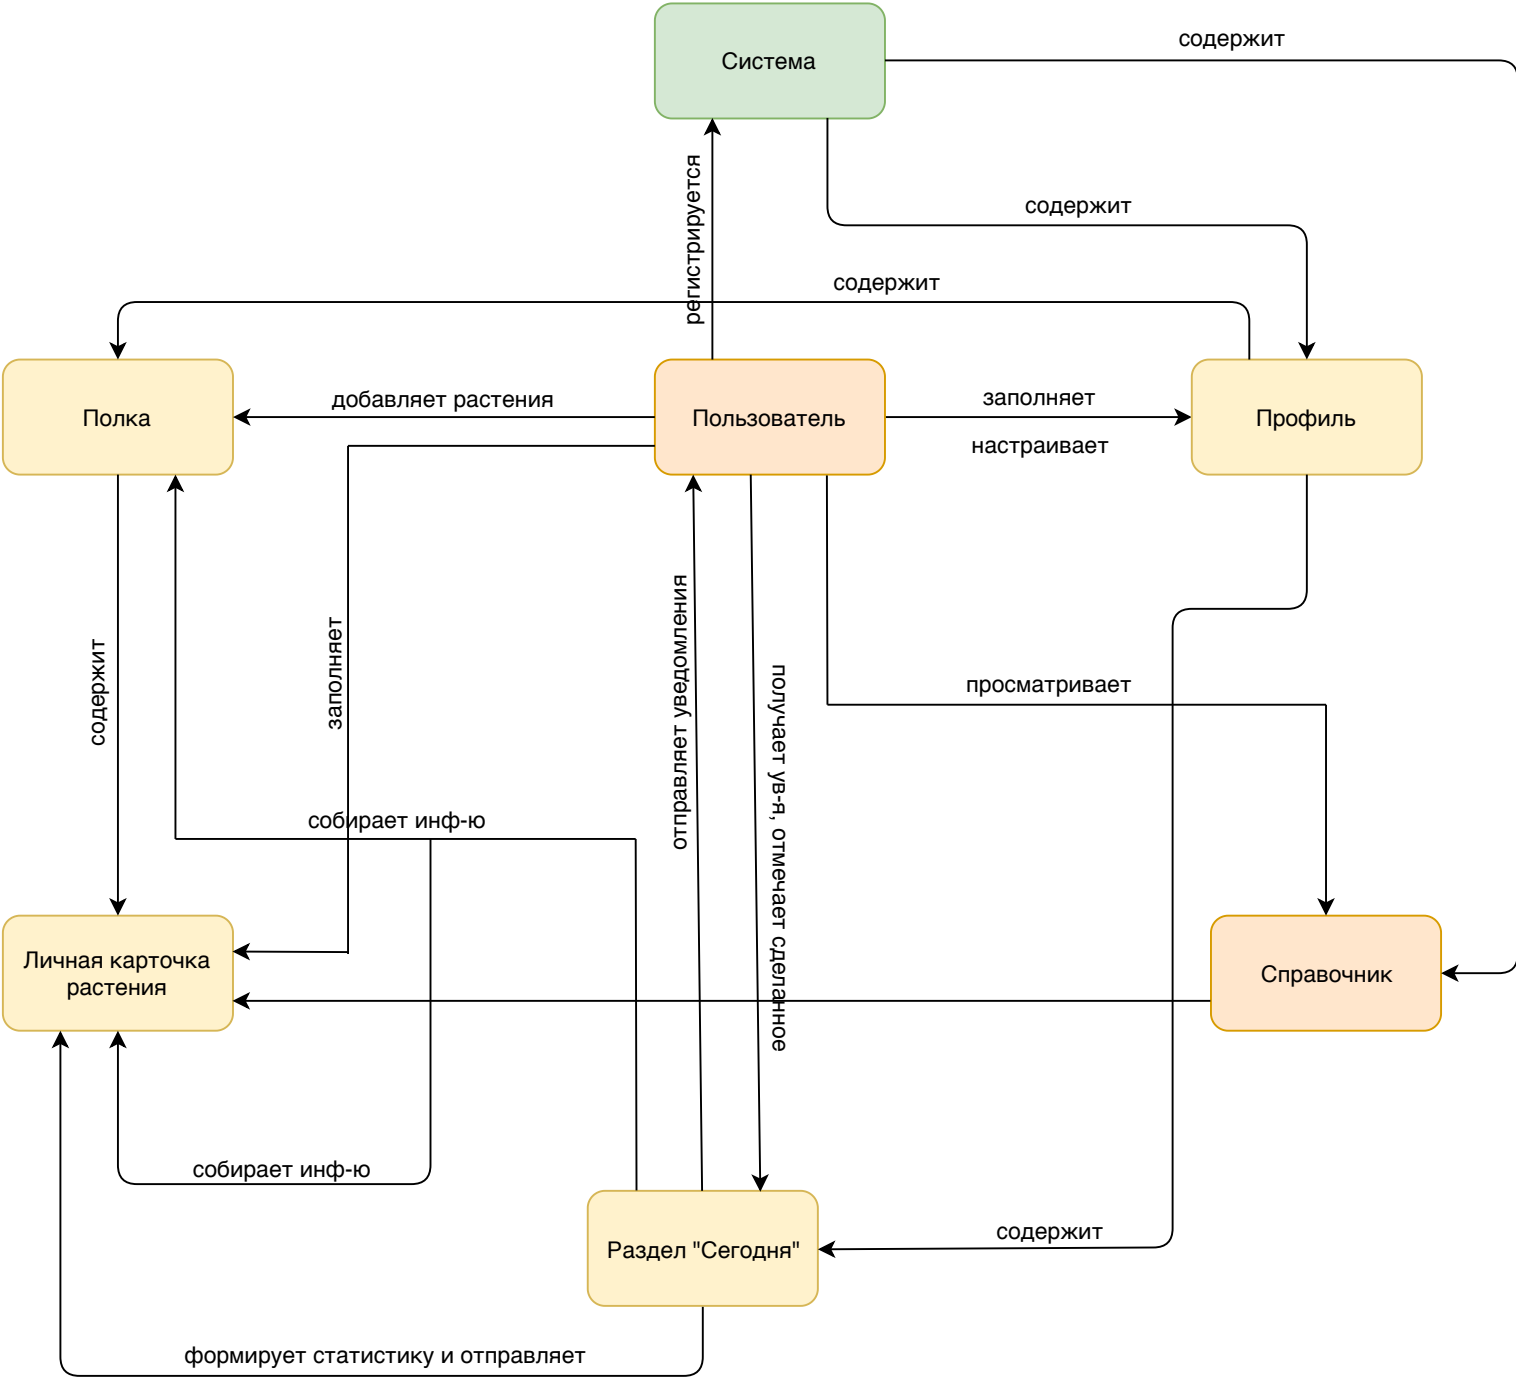 содержит
Система
регистрируется
содержит
содержит
Полка
добавляет растения
Пользователь
заполняет
настраивает
Профиль
содержит
заполняет
отправляет уведомления
получает ув-я, отмечает сделанное
просматривает
собирает инф-ю
Личная карточка
растения
Справочник
собирает инф-ю
Раздел "Сегодня"
содержит
формирует статистику и отправляет